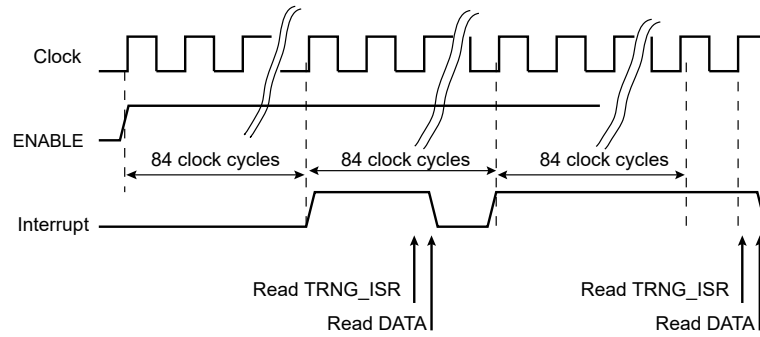 Clock
ENABLE
84 clock cycles
84 clock cycles
84 clock cycles
Interrupt
Read TRNG_ISR
Read TRNG_ISR
Read DATA
Read DATA